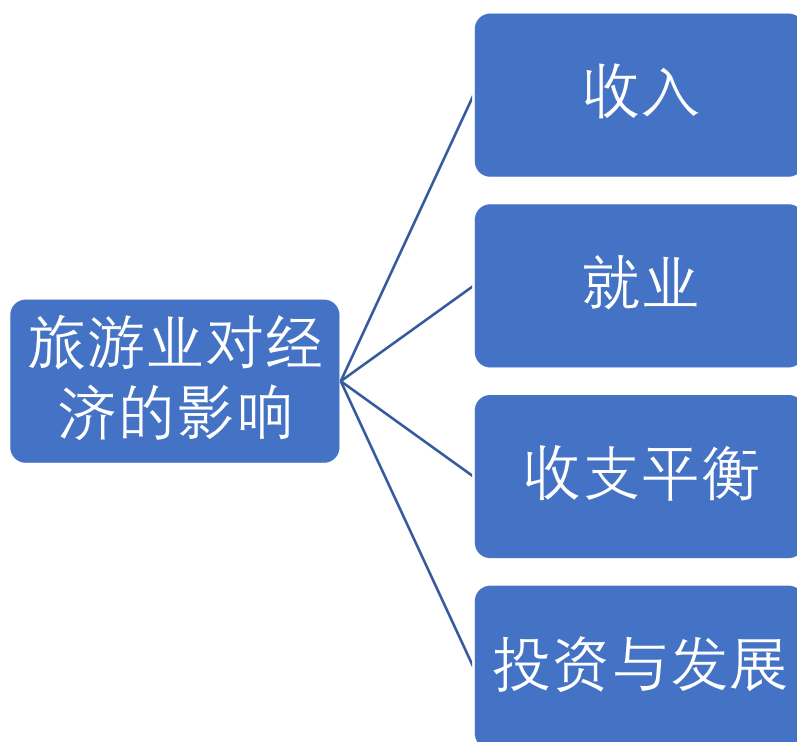 旅游业对经
济的影响
收入
就业
收支平衡
投资与发展